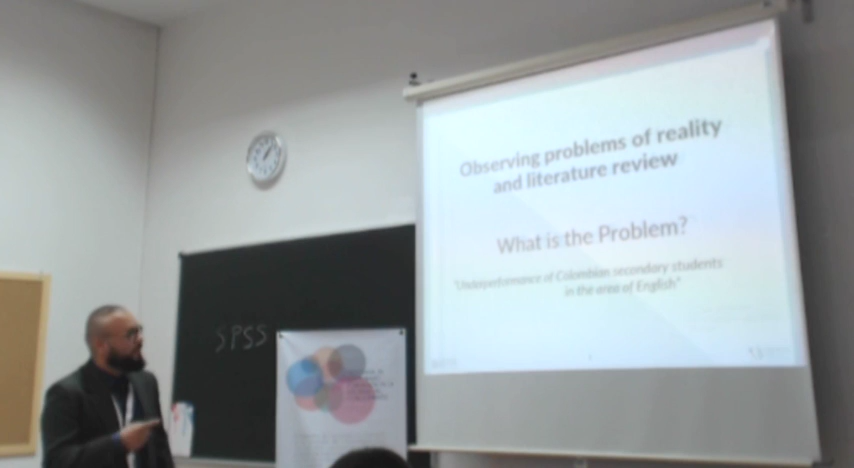 Observing problems of reality
and literature review
What is the Problem?
"Underperformance of Colombian secondary students
in the area of English"
SPSS